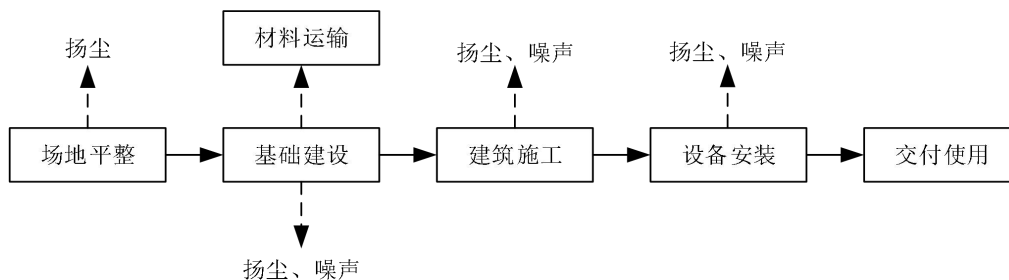 材料运输
扬尘
扬尘、噪声
扬尘、噪声
场地平整
基础建设
建筑施工
设备安装
交付使用
扬尘、噪声